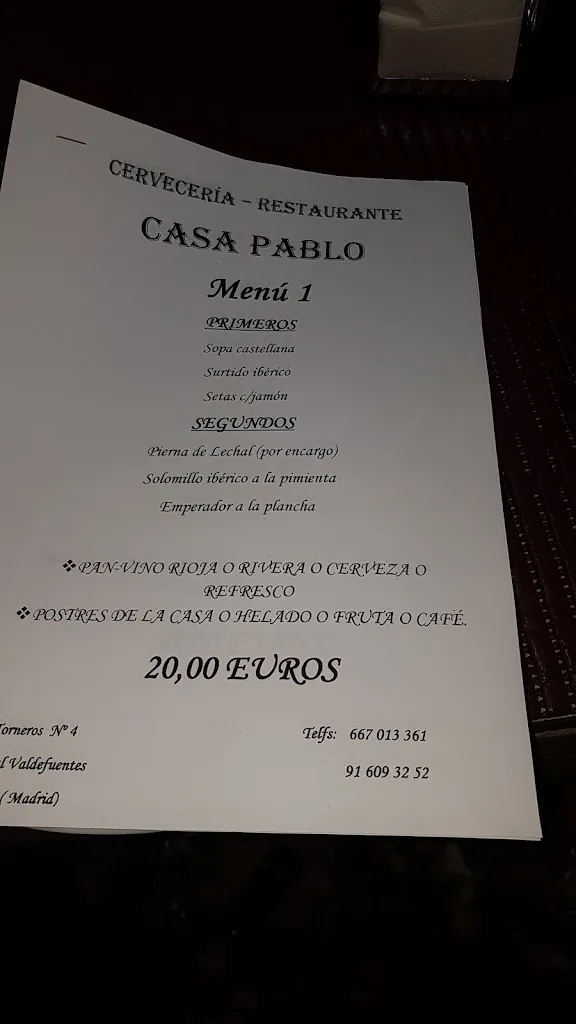 CERVECERÍA – RESTAURANTE
CASA PABLO
Menú 1
PRIMEROS
Sopa castellana
Surtido ibérico
Setas c/jamón
SEGUNDOS
Pierna de Lechal (por encargo)
Solomillo ibérico a la pimienta
Emperador a la plancha
❖ PAN-VINO RIOJA O RIVERA O CERVEZA O
REFRESCO
❖ POSTRES DE LA CASA O HELADO O FRUTA O CAFÉ.
20,00 EUROS
Torneros Nº 4 Telfs: 667 013 361
l Valdefuentes 91 609 32 52
( Madrid)